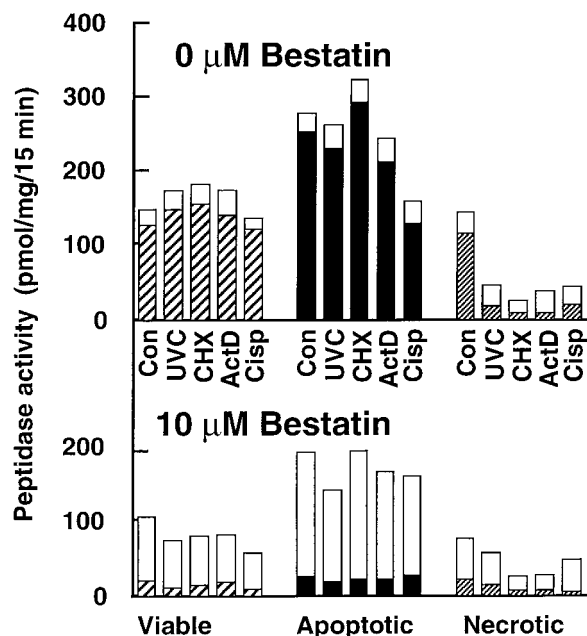 Peptidase activity (pmol/mg/15 min)
400
300
200
100
0
0 μM Bestatin
Con UVC CHX ActD Cisp
Con UVC CHX ActD Cisp
Con UVC CHX ActD Cisp
10 μM Bestatin
200
100
0
Viable Apoptotic Necrotic